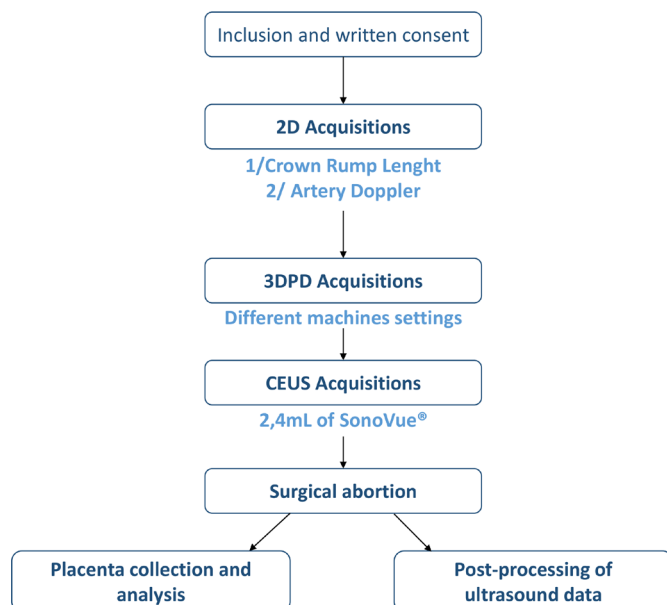 Inclusion and written consent
2D Acquisitions
1/Crown Rump Lenght
2/ Artery Doppler
3DPD Acquisitions
Different machines settings
CEUS Acquisitions
2,4mL of SonoVue®
Surgical abortion
Placenta collection and
analysis
Post-processing of
ultrasound data